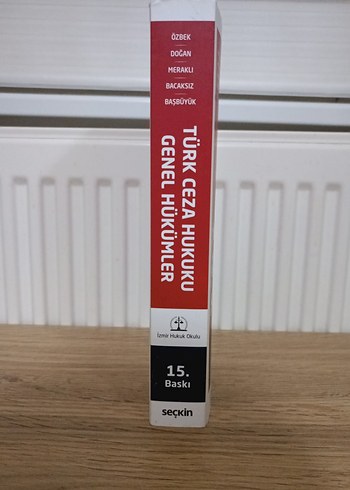 ÖZBEK
DOĞAN
MERAKLI
BACAKSIZ
BAŞBÜYÜK
TÜRK CEZA HUKUKU
GENEL HÜKÜMLER
İzmir Hukuk Okulu
15.
Baskı
seçkin